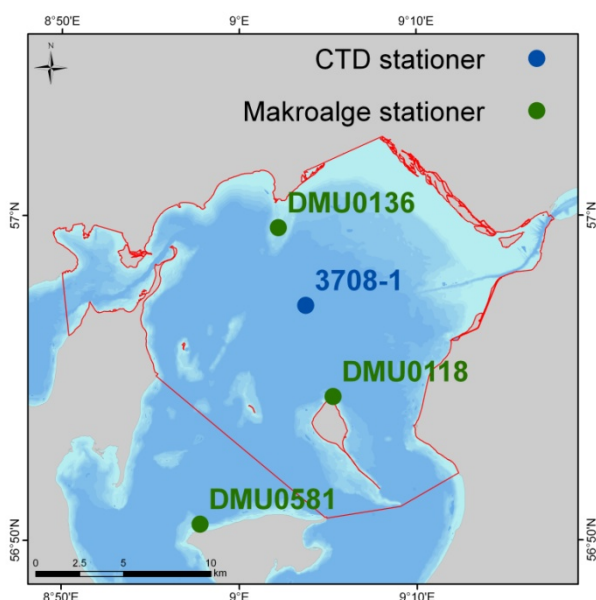 8°50'E 9°E 9°10'E
N
CTD stationer
Makroalge stationer
DMU0136
57°N 57°N
3708-1
DMU0118
DMU0581
56°50'N 56°50'N
0 2.5 5 10
km
8°50'E 9°E 9°10'E